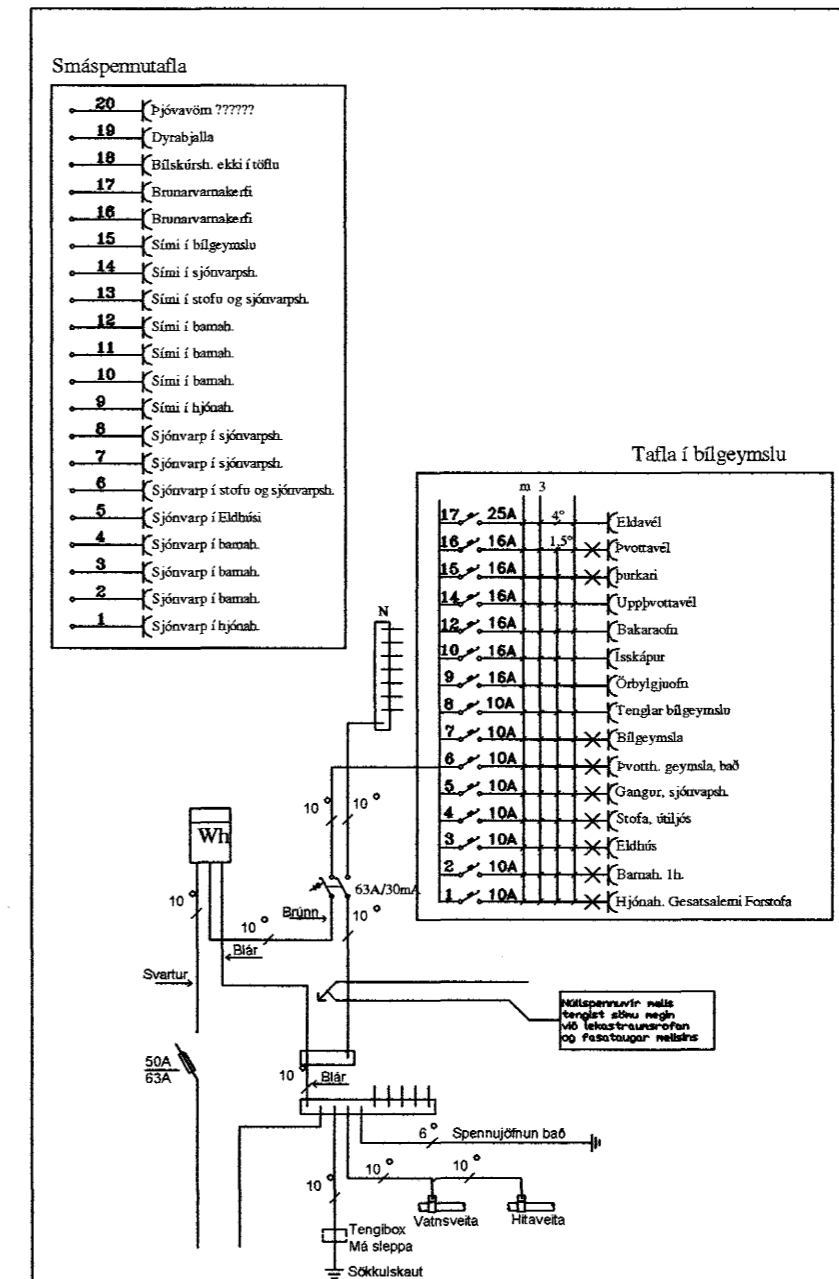 Smáspennutafla
20 Þjóvavörn ??????
19 Dyrabjalla
18 Bílskúrsh. ekki í töflu
17 Brunarvarnakerfi
16 Brunarvarnakerfi
15 Sími í bílgeymslu
14 Sími í sjónvarpsh.
13 Sími í stofu og sjónvarpsh.
12 Sími í barnah.
11 Sími í barnah.
10 Sími í barnah.
9 Sími í hjónah.
8 Sjónvarp í sjónvarpsh.
7 Sjónvarp í sjónvarpsh.
6 Sjónvarp í stofu og sjónvarpsh.
5 Sjónvarp í Eldhúsi
4 Sjónvarp í barnah.
3 Sjónvarp í barnah.
2 Sjónvarp í barnah.
1 Sjónvarp í hjónah.
Tafla í bílgeymslu
m 3
17 25A 4° Eldavél
16 16A 1,5° Þvottavél
15 16A þurkari
14 16A Uppþvottavél
12 16A Bakaraofn
10 16A Ísskápur
9 16A Örbylgjuofn
8 10A Tenglar bílgeymslu
7 10A Bílgeymsla
6 10A Þvotth. geymsla, bað
5 10A Gangur, sjónvapsh.
4 10A Stofa, útiljós
3 10A Eldhús
2 10A Barnah. 1h.
1 10A Hjónah. Gesatsalerni Forstofa
N
10° 10°
Wh
63A/30mA
10° Brúnn
10° 10°
Blár
Svartur
Núllspennuvír mælis
tengist sömu megin
við lekastraumsrofan
og fasataugar mælisins
50A
63A
10° Blár
6° Spennujöfnun bað
10° 10° 10°
Vatnsveita Hitaveita
Tengibox
Má sleppa
Sökkulskaut